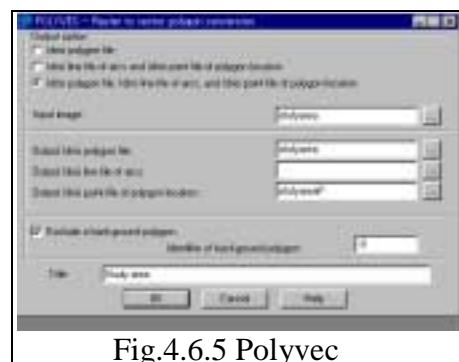 POLYVEC - Raster to vector polygon conversion
Output option
Idrisi polygon file
Idrisi line file of arcs and Idrisi point file of polygon location
Idrisi polygon file, Idrisi line file of arcs, and Idrisi point file of polygon location
Input image:
Output Idrisi polygon file:
Output Idrisi line file of arcs:
Output Idrisi point file of polygon location:
Exclude a background polygon
Identifier of background polygon:
Title:
Study area
OK
Cancel
Help
Fig.4.6.5 Polyvec